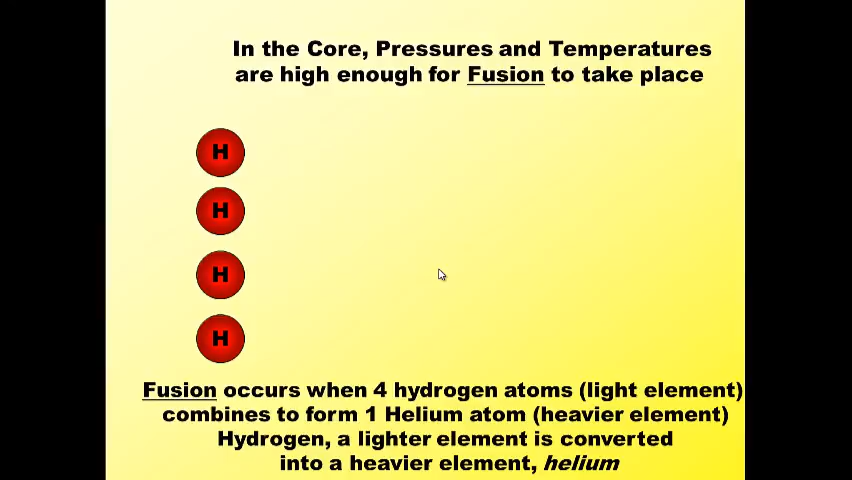 In the Core, Pressures and Temperatures
are high enough for Fusion to take place
H
H
H
H
Fusion occurs when 4 hydrogen atoms (light element)
combines to form 1 Helium atom (heavier element)
Hydrogen, a lighter element is converted
into a heavier element, helium